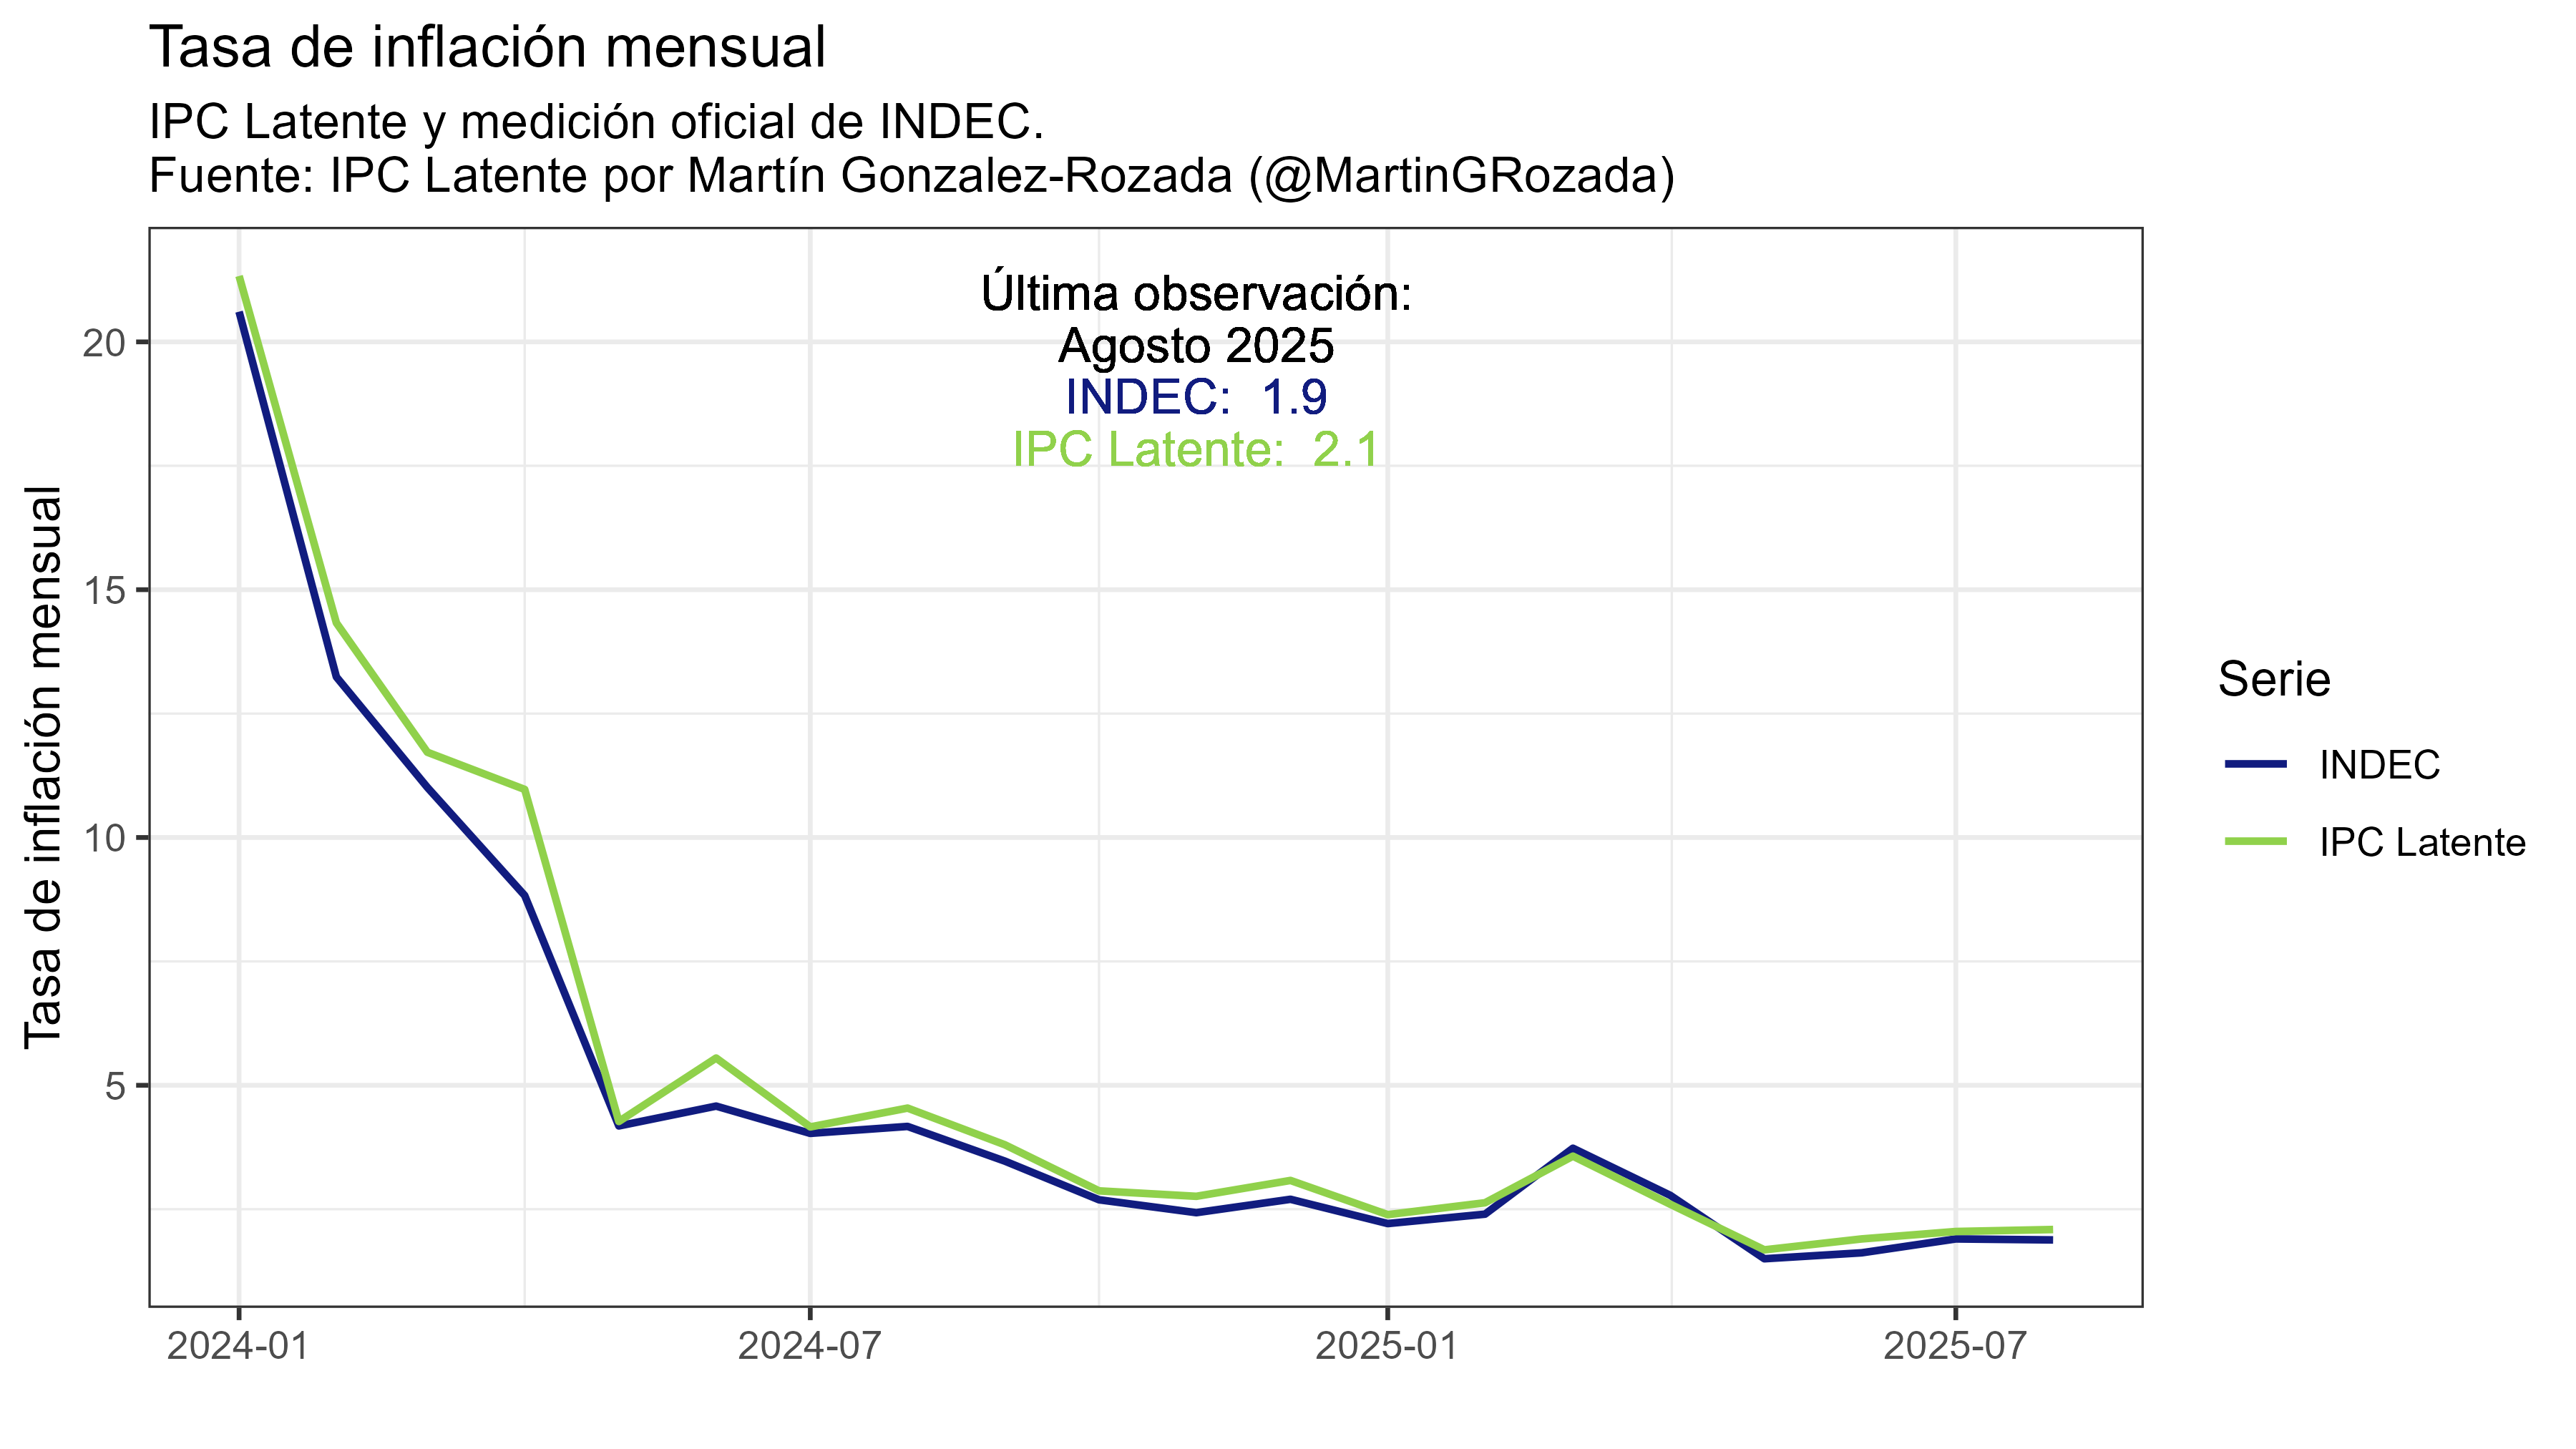 Tasa de inflación mensual
IPC Latente y medición oficial de INDEC.
Fuente: IPC Latente por Martín Gonzalez-Rozada (@MartinGRozada)
Última observación:
Agosto 2025
INDEC:  1.9
IPC Latente:  2.1
Tasa de inflación mensual
20
15
10
5
2024-01
2024-07
2025-01
2025-07
Serie
INDEC
IPC Latente